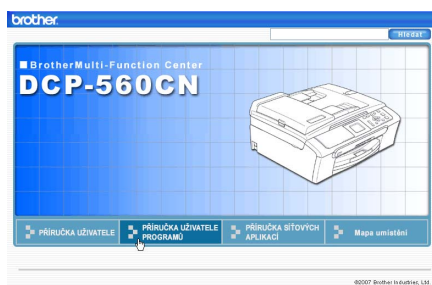 brother
Hledat
BrotherMulti-Function Center
DCP-560CN
PŘÍRUČKA UŽIVATELE
PŘÍRUČKA UŽIVATELE
PROGRAMŮ
PŘÍRUČKA SÍŤOVÝCH
APLIKACÍ
Mapa umístění
©2007 Brother Industries, Ltd.